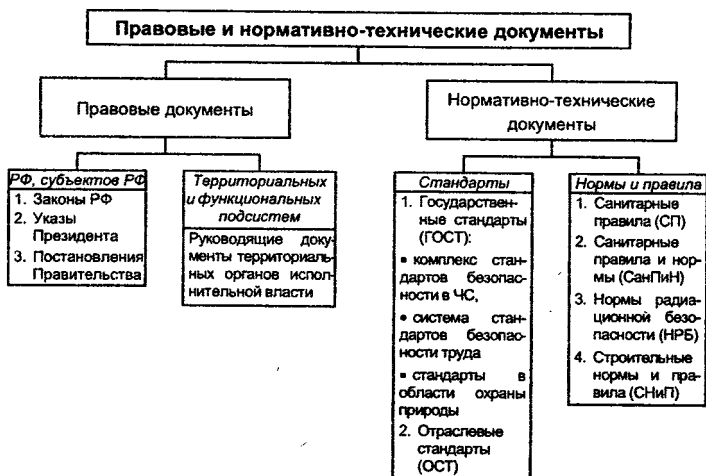 Правовые и нормативно-технические документы
Правовые документы
Нормативно-технические
документы
РФ, субъектов РФ
1. Законы РФ
2. Указы
Президента
3. Постановления
Правительства
Территориальных
и функциональных
подсистем
Руководящие доку-
менты территориаль-
ных органов испол-
нительной власти
Стандарты
1. Государствен-
ные стандарты
(ГОСТ):
• комплекс стан-
дартов безопас-
ности в ЧС,
• система стан-
дартов безопас-
ности труда
• стандарты в
области охраны
природы
2. Отраслевые
стандарты
(ОСТ)
Нормы и правила
1. Санитарные
правила (СП)
2. Санитарные
правила и нор-
мы (СанПиН)
3. Нормы радиа-
ционной безо-
пасности (НРБ)
4. Строительные
нормы и пра-
вила (СНиП)